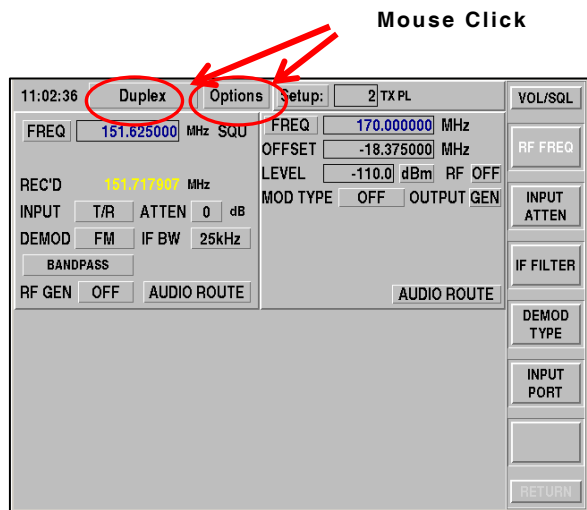 Mouse Click
11:02:36 Duplex Options Setup: 2 TX PL
FREQ 151.625000 MHz SQU
REC'D 151.717907 MHz
INPUT T/R ATTEN 0 dB
DEMOD FM IF BW 25kHz
BANDPASS
RF GEN OFF AUDIO ROUTE
FREQ 170.000000 MHz
OFFSET -18.375000 MHz
LEVEL -110.0 dBm RF OFF
MOD TYPE OFF OUTPUT GEN
AUDIO ROUTE
VOL/SQL
RF FREQ
INPUT
ATTEN
IF FILTER
DEMOD
TYPE
INPUT
PORT
RETURN